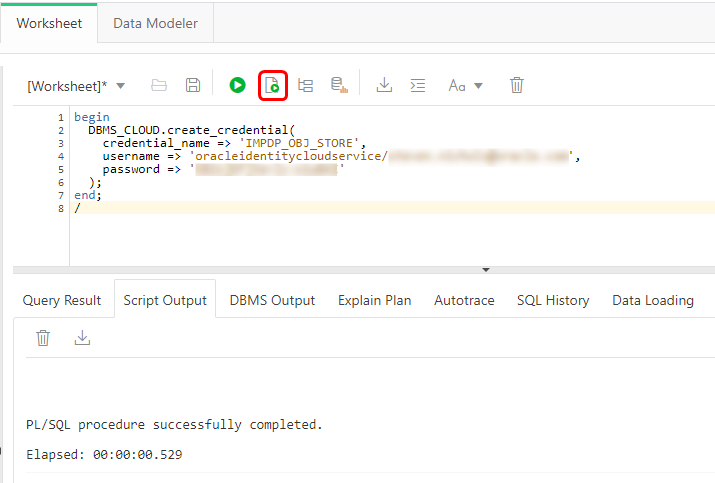 Worksheet Data Modeler
[Worksheet]* Aa
1 begin
2 DBMS_CLOUD.create_credential(
3 credential_name => 'IMPDP_OBJ_STORE',
4 username => 'oracleidentitycloudservice/ ',
5 password => ' '
6 );
7 end;
8 /
Query Result Script Output DBMS Output Explain Plan Autotrace SQL History Data Loading
PL/SQL procedure successfully completed.
Elapsed: 00:00:00.529